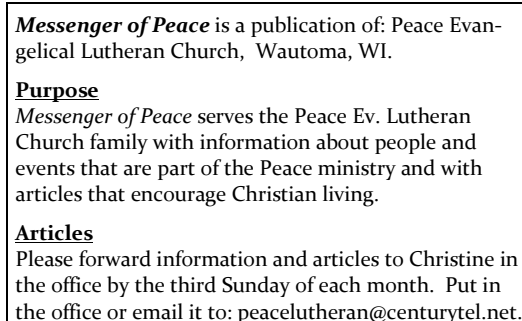 Messenger of Peace is a publication of: Peace Evan-
gelical Lutheran Church,  Wautoma, WI.
Purpose
Messenger of Peace serves the Peace Ev. Lutheran
Church family with information about people and
events that are part of the Peace ministry and with
articles that encourage Christian living.
Articles
Please forward information and articles to Christine in
the office by the third Sunday of each month.  Put in
the office or email it to: peacelutheran@centurytel.net.